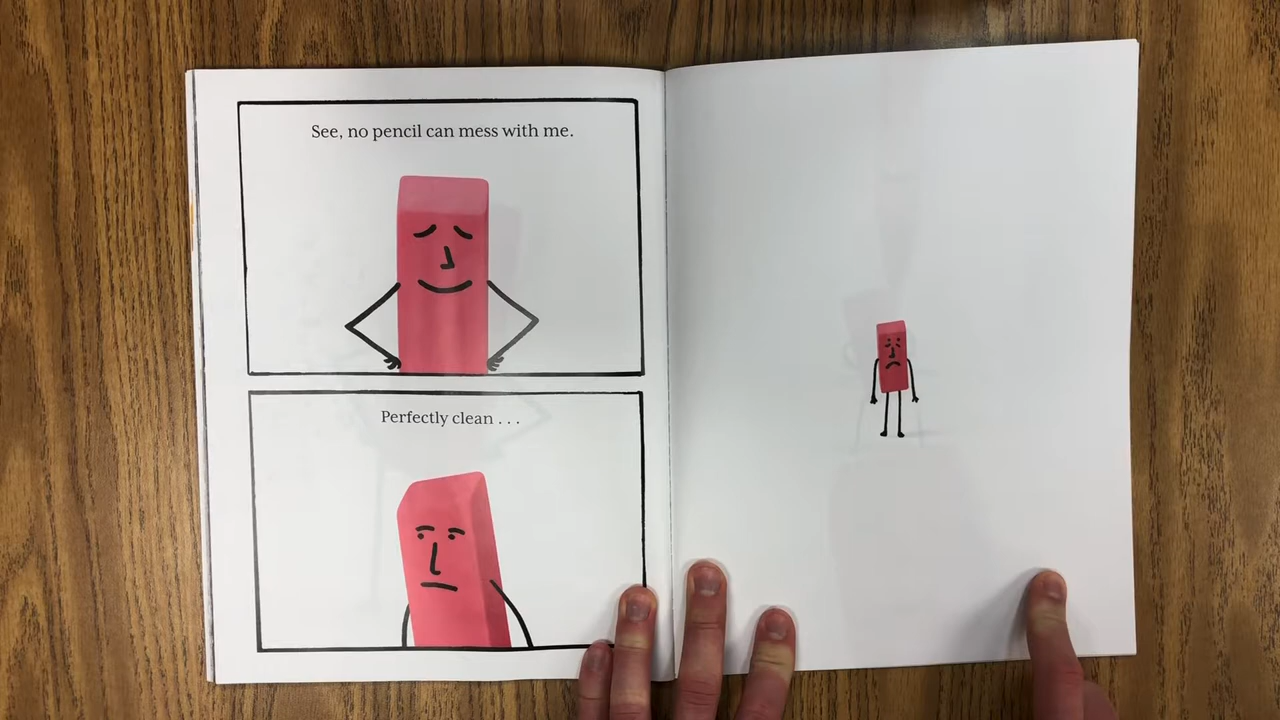 See, no pencil can mess with me.
Perfectly clean . . .